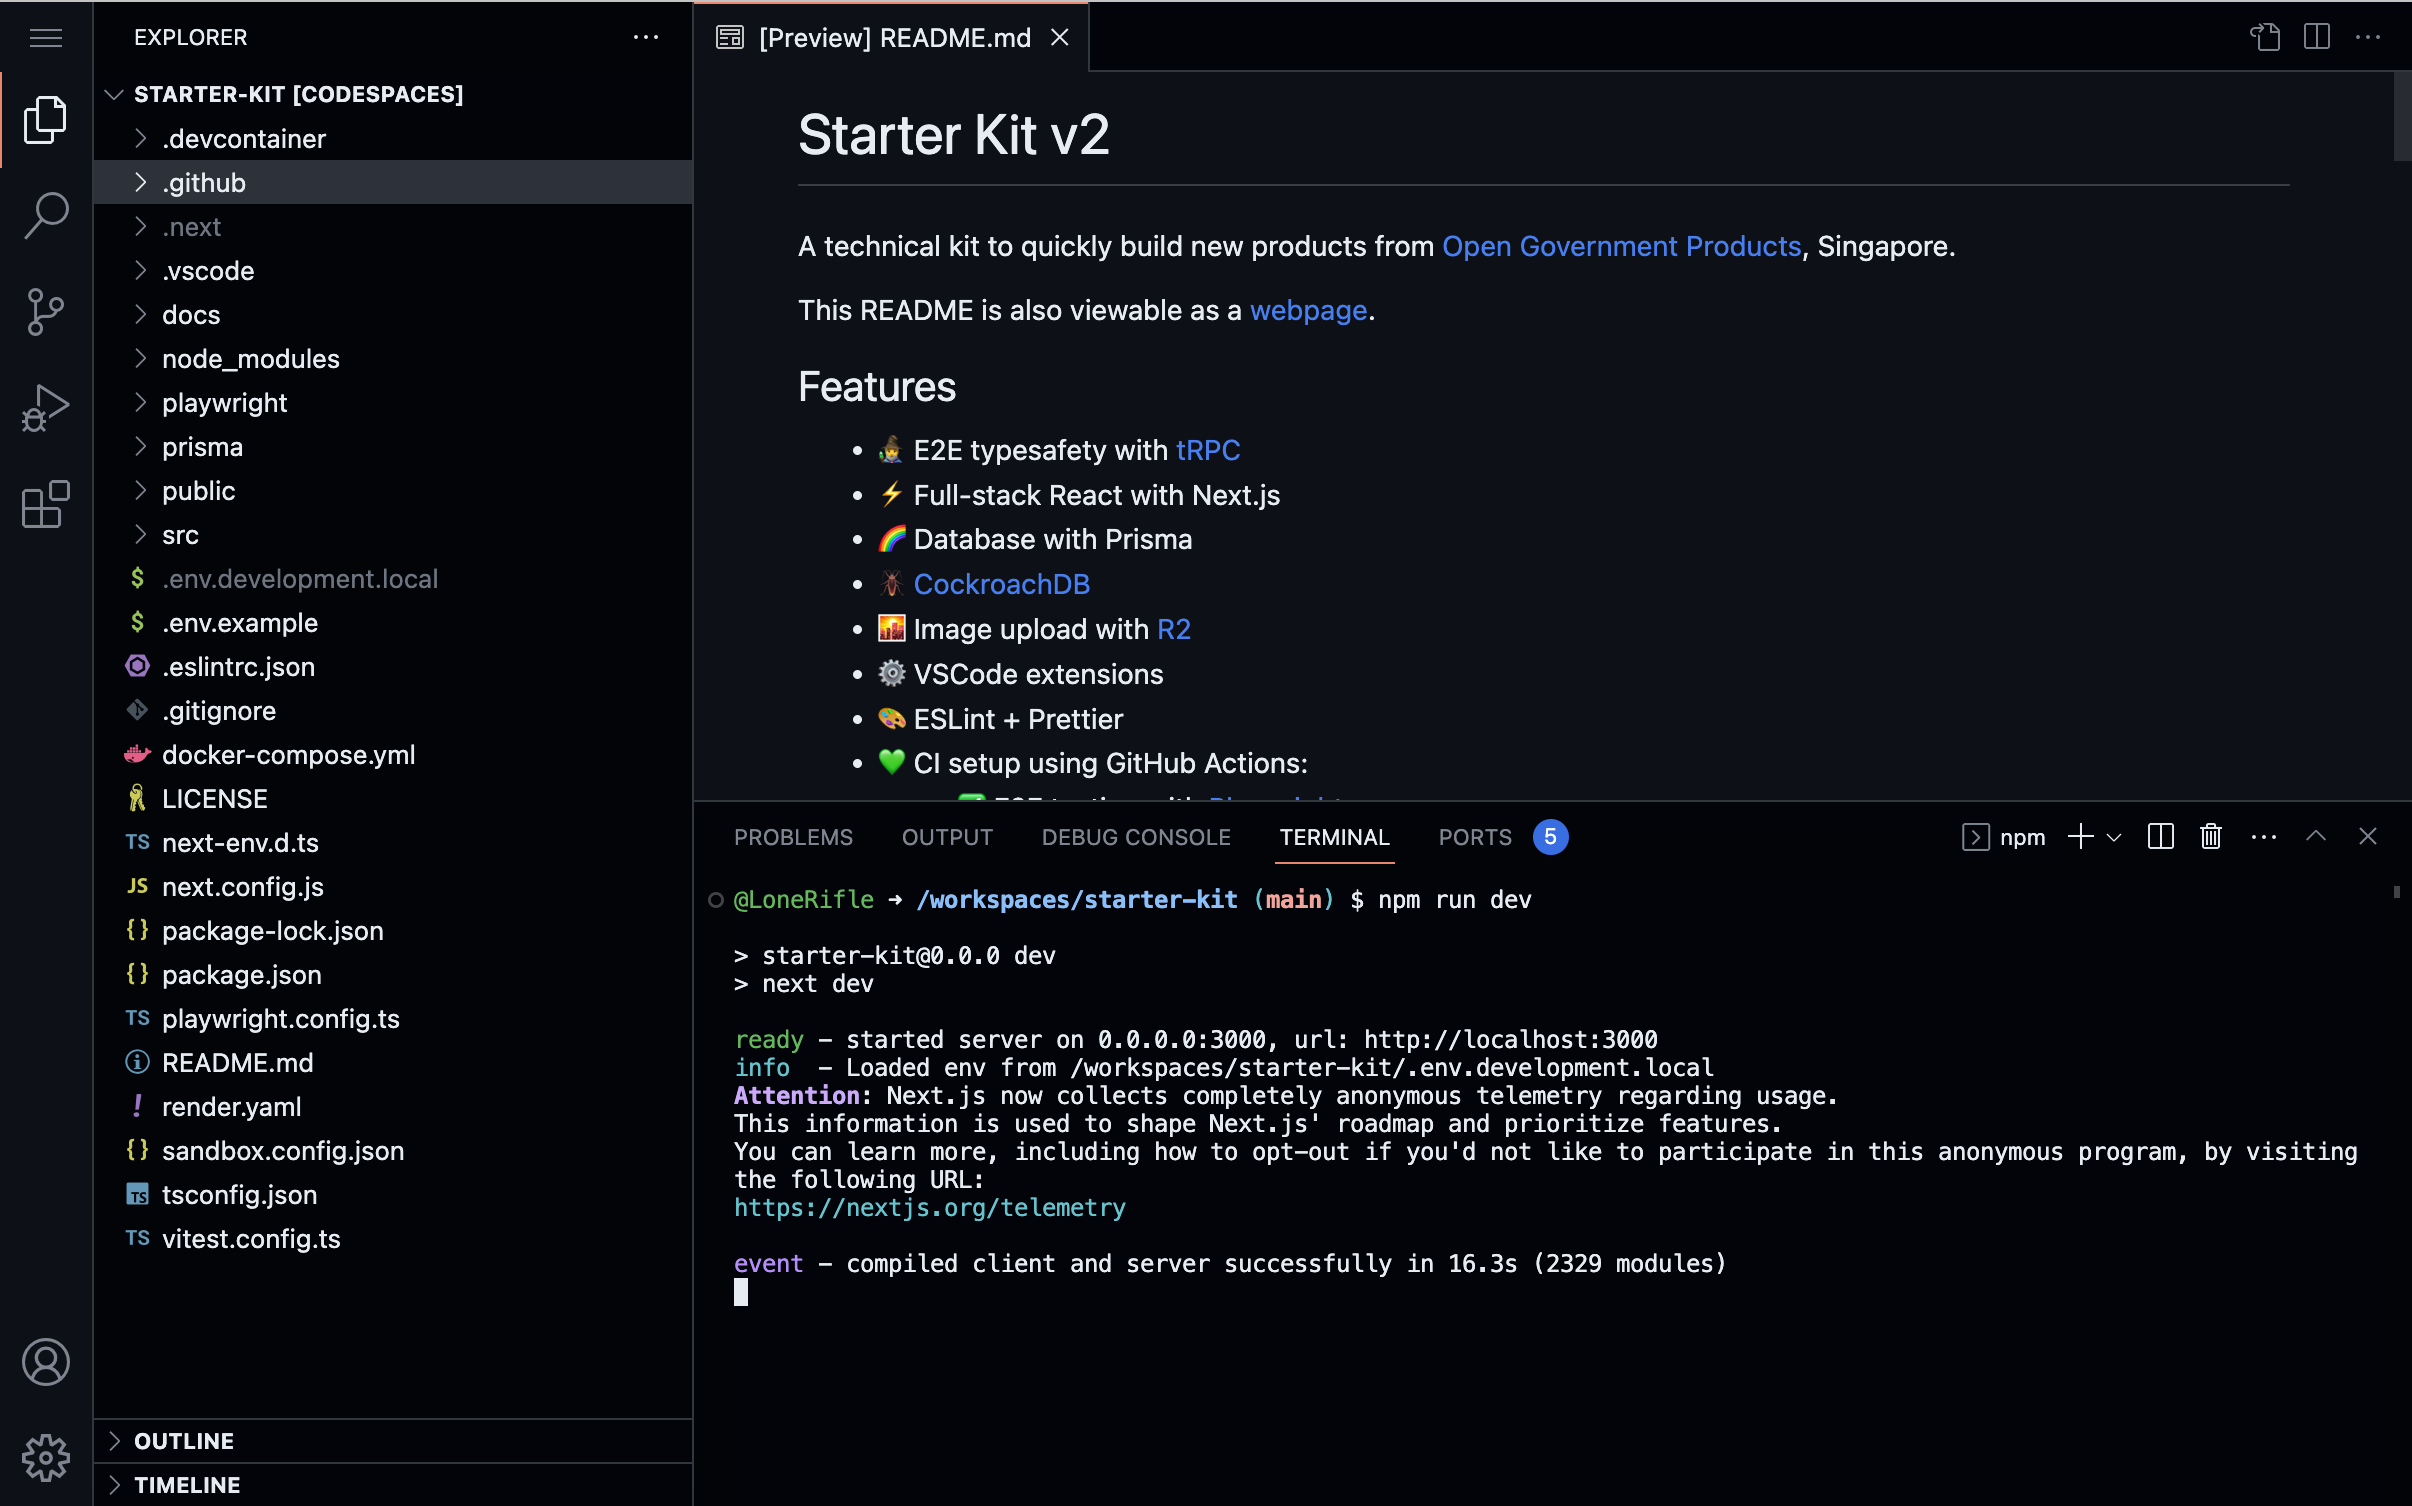 EXPLORER
STARTER-KIT [CODESPACES]
.devcontainer
.github
.next
.vscode
docs
node_modules
playwright
prisma
public
src
$ .env.development.local
$ .env.example
.eslintrc.json
.gitignore
docker-compose.yml
LICENSE
TS next-env.d.ts
JS next.config.js
{} package-lock.json
{} package.json
TS playwright.config.ts
README.md
! render.yaml
{} sandbox.config.json
TS tsconfig.json
TS vitest.config.ts
OUTLINE
TIMELINE
[Preview] README.md
Starter Kit v2
A technical kit to quickly build new products from Open Government Products, Singapore.
This README is also viewable as a webpage.
Features
• 🧙‍♀️ E2E typesafety with tRPC
• ⚡ Full-stack React with Next.js
• 🌈 Database with Prisma
• 🪳 CockroachDB
• 🌇 Image upload with R2
• ⚙️ VSCode extensions
• 🎨 ESLint + Prettier
• 💚 CI setup using GitHub Actions:
PROBLEMS OUTPUT DEBUG CONSOLE TERMINAL PORTS 5 npm
@LoneRifle ➜ /workspaces/starter-kit (main) $ npm run dev
> starter-kit@0.0.0 dev
> next dev
ready - started server on 0.0.0.0:3000, url: http://localhost:3000
info - Loaded env from /workspaces/starter-kit/.env.development.local
Attention: Next.js now collects completely anonymous telemetry regarding usage.
This information is used to shape Next.js' roadmap and prioritize features.
You can learn more, including how to opt-out if you'd not like to participate in this anonymous program, by visiting
the following URL:
https://nextjs.org/telemetry
event - compiled client and server successfully in 16.3s (2329 modules)